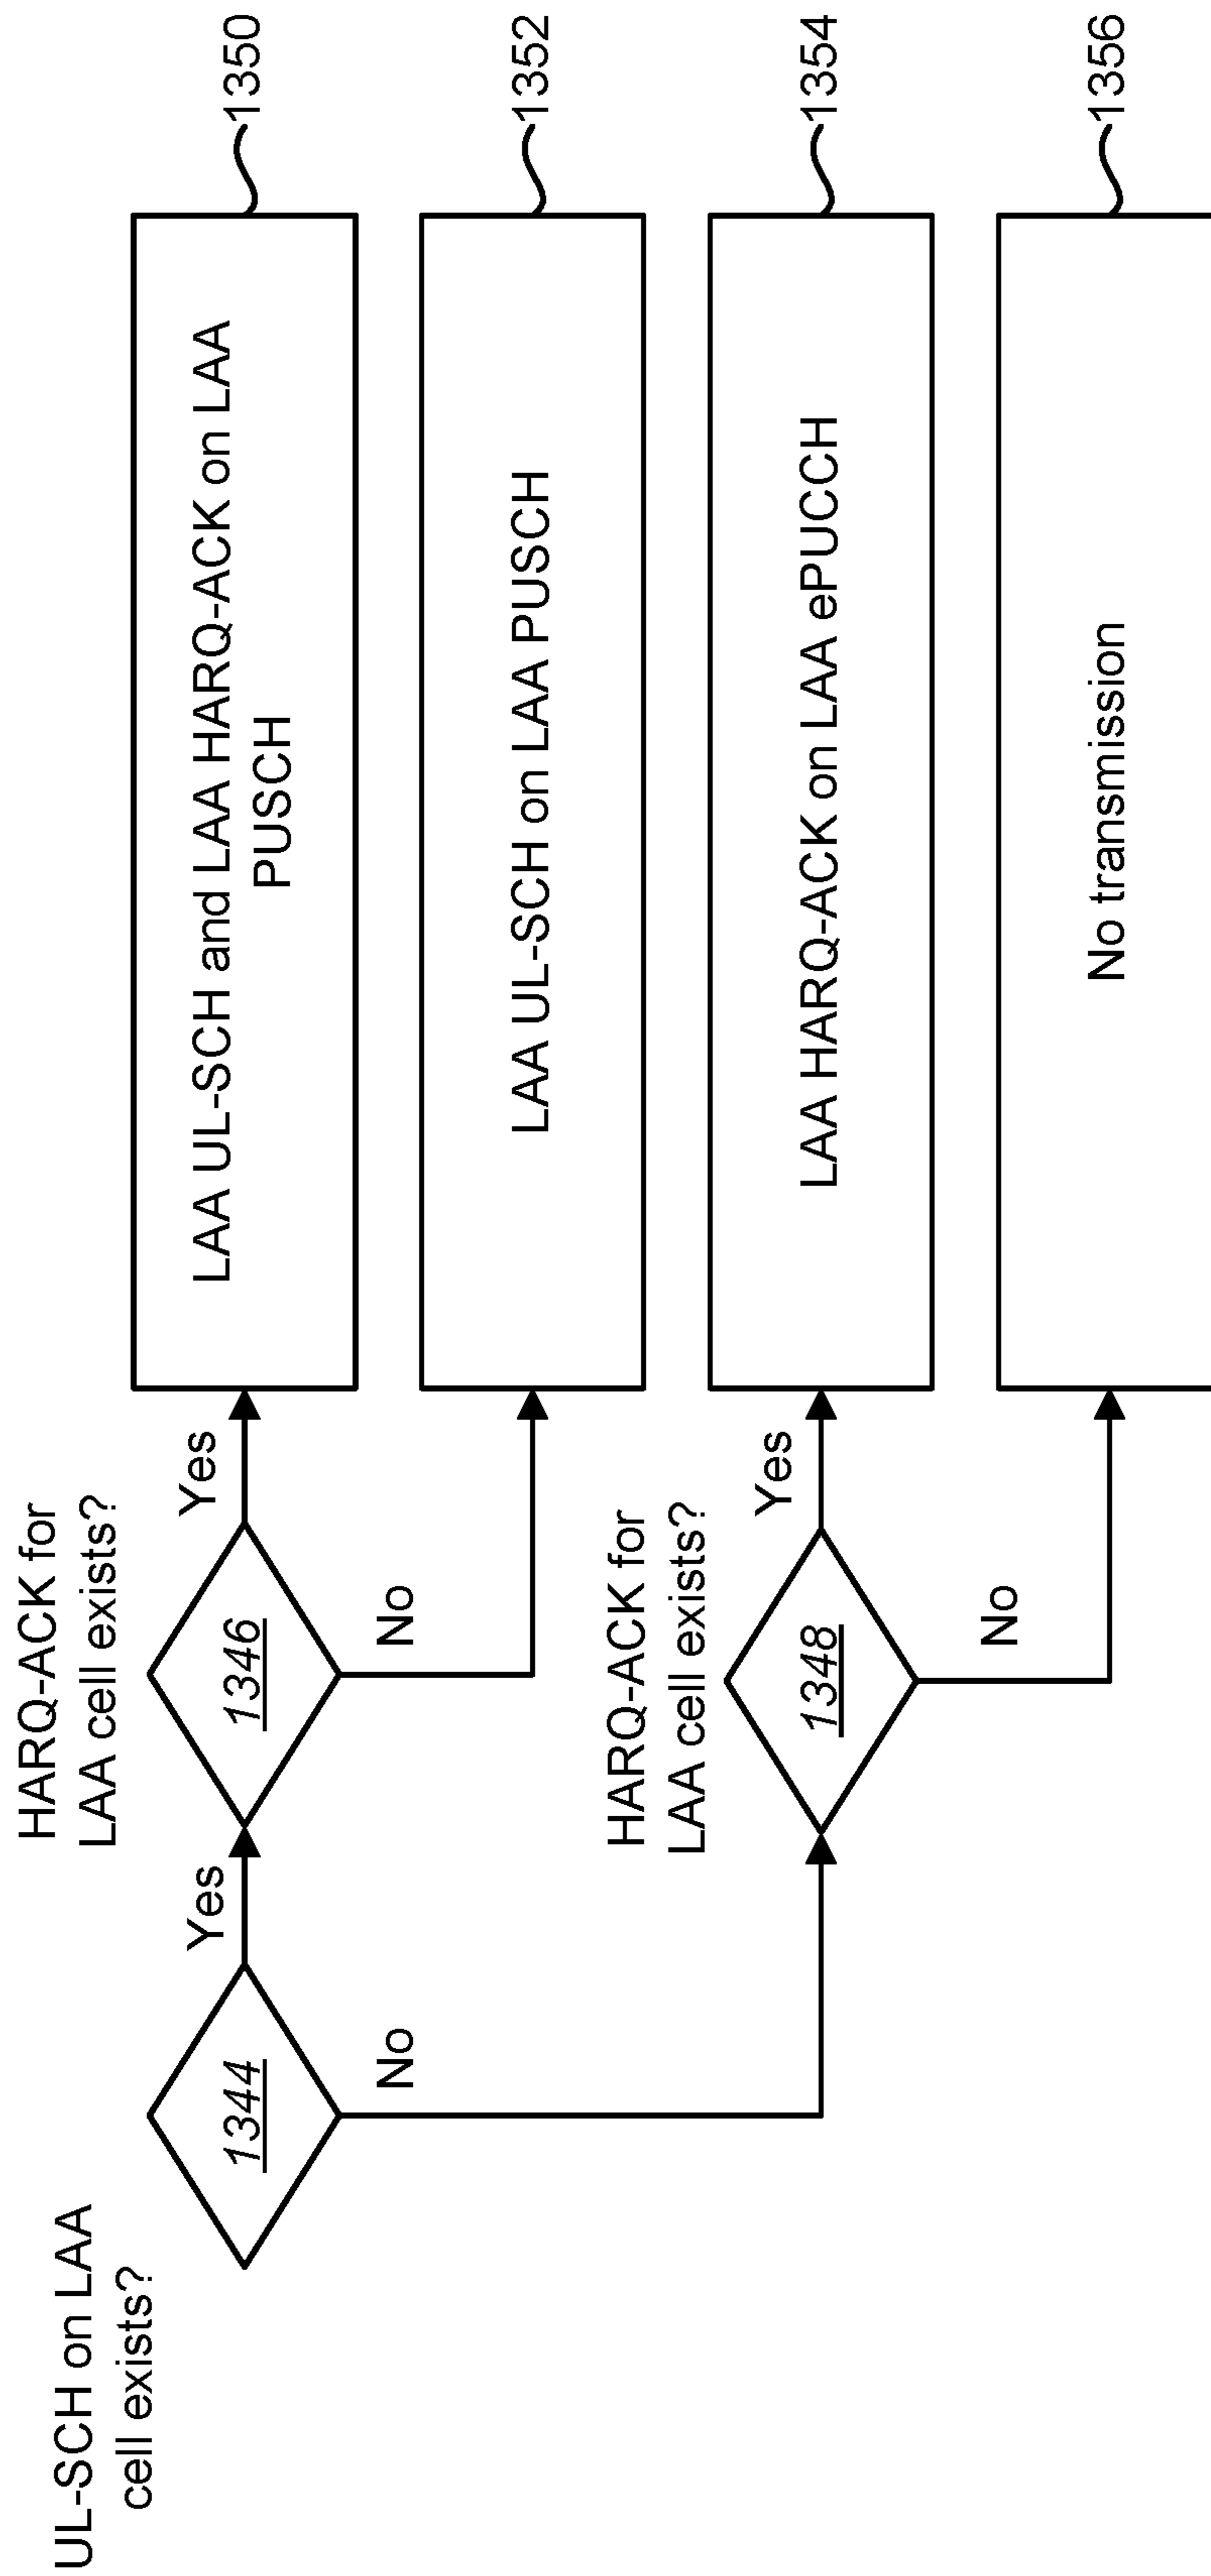 UL-SCH on LAA
cell exists?
1344
Yes
No
HARQ-ACK for
LAA cell exists?
1346
Yes
No
LAA UL-SCH and LAA HARQ-ACK on LAA
PUSCH
1350
LAA UL-SCH on LAA PUSCH
1352
HARQ-ACK for
LAA cell exists?
1348
Yes
No
LAA HARQ-ACK on LAA ePUCCH
1354
No transmission
1356